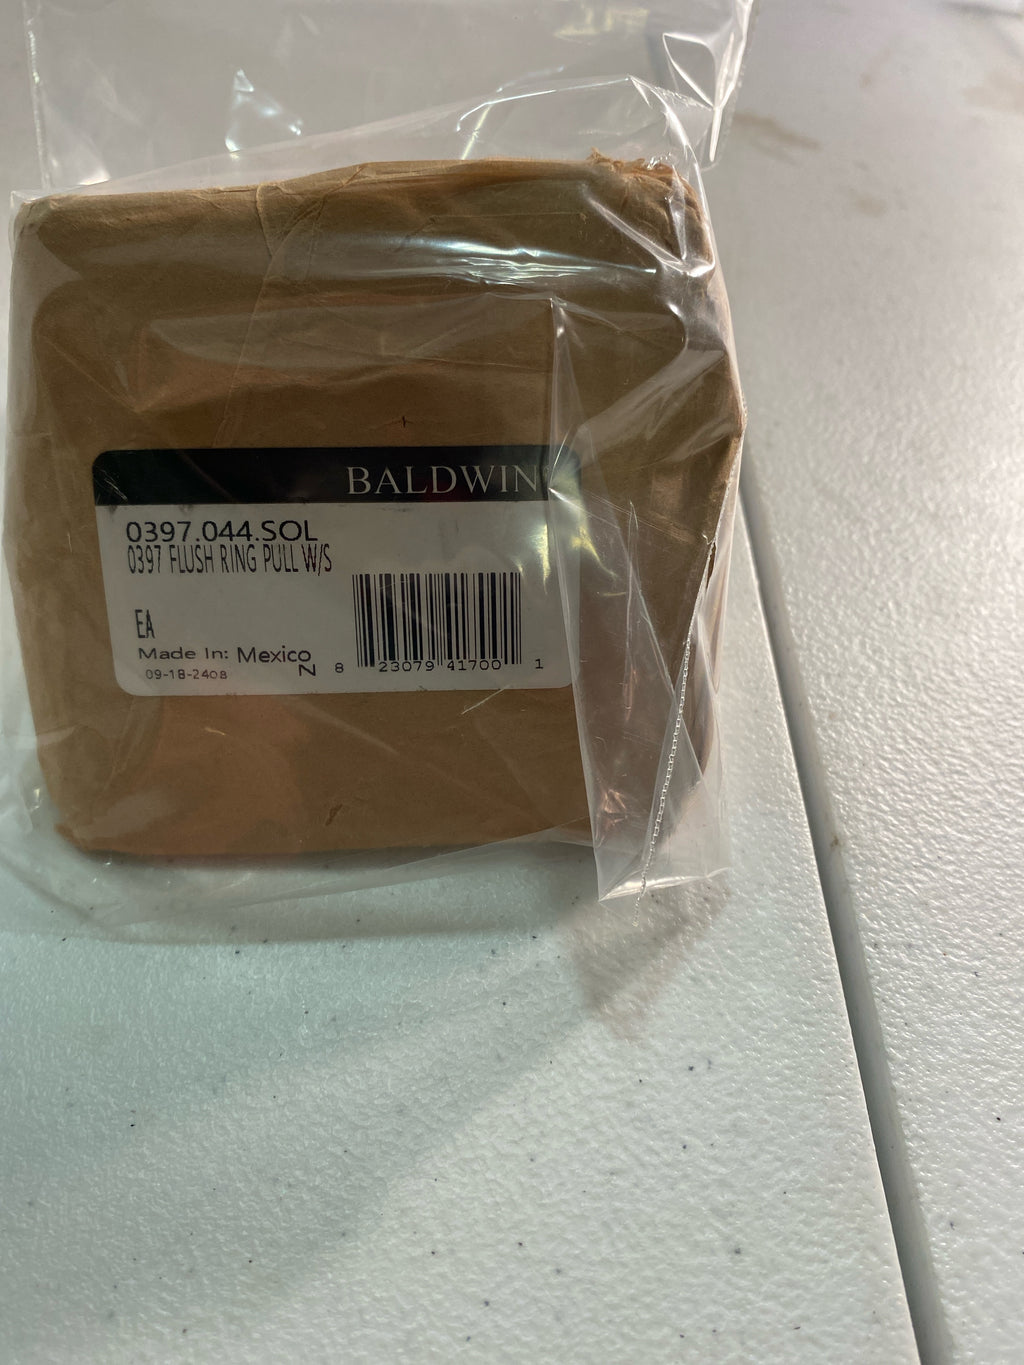 BALDWIN
0397.044.SOL
0397 FLUSH RING PULL W/S
EA
Made In: Mexico
N
09-18-2408
8 23079 41700 1